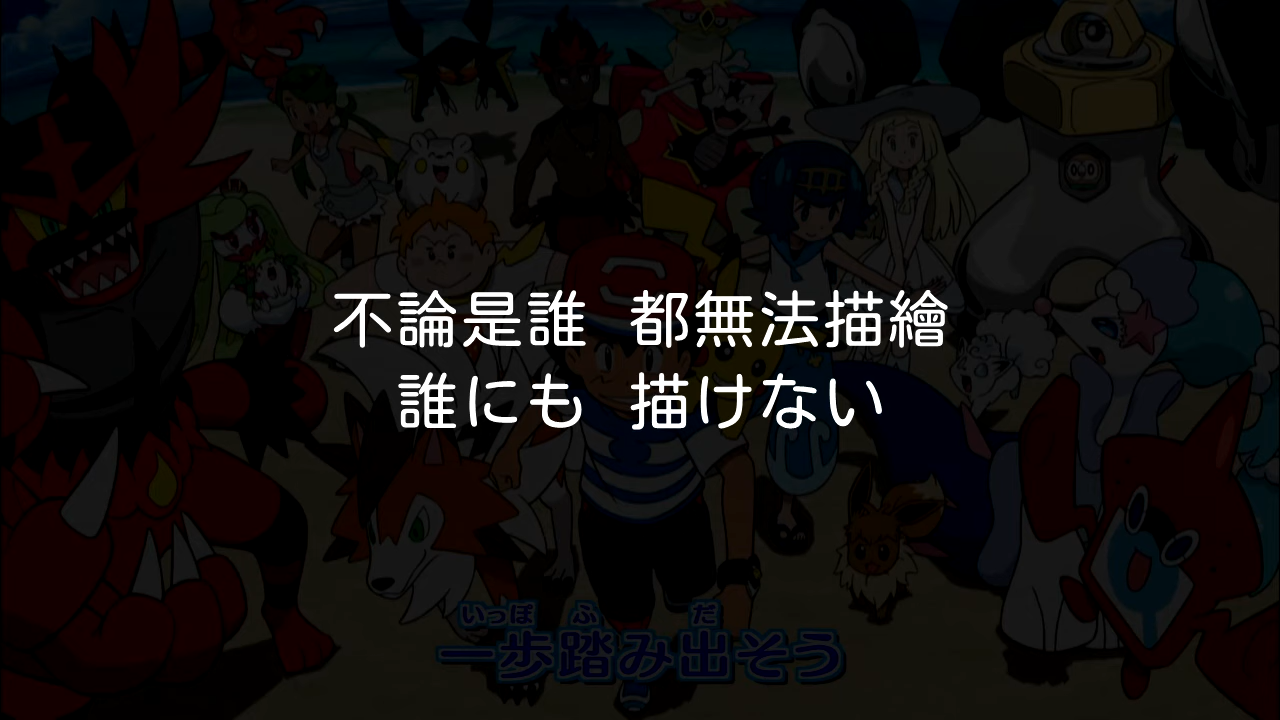 不論是誰 都無法描繪
誰にも 描けない
いっぽ ふ だ
一歩踏み出そう